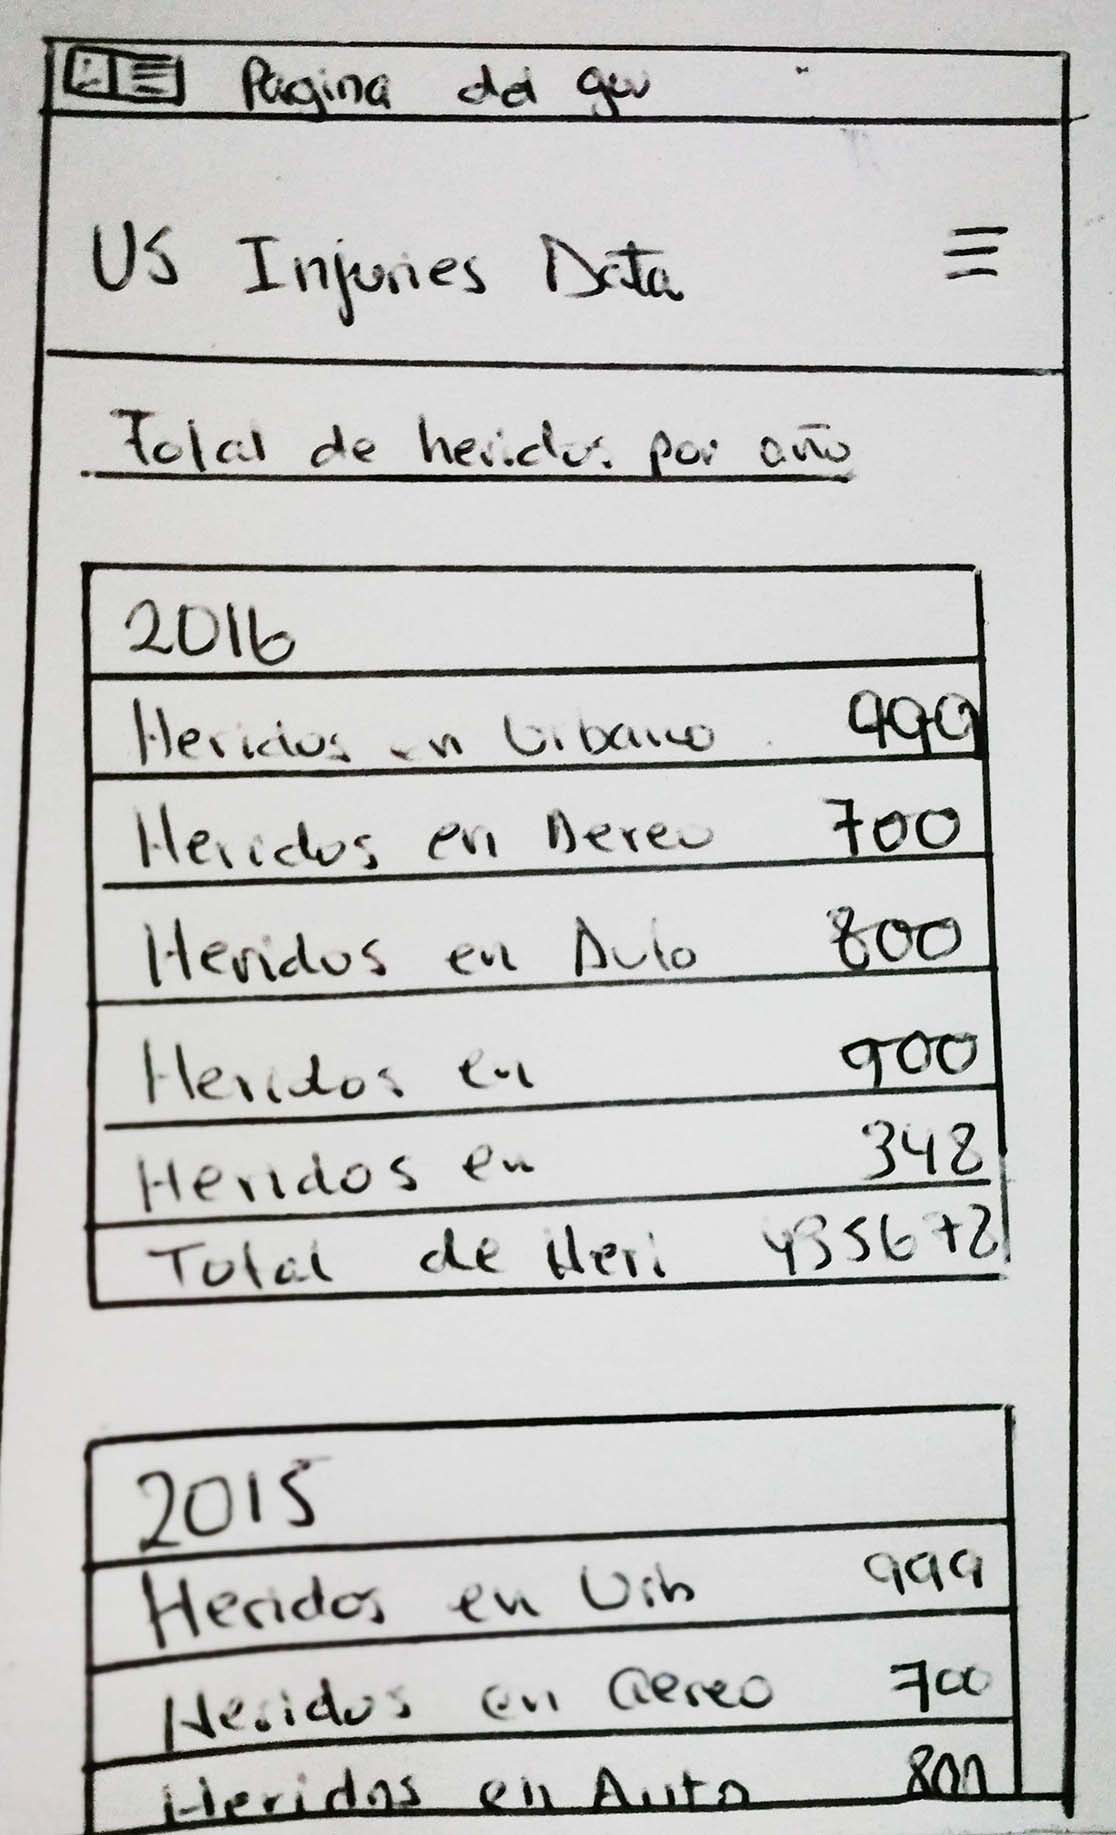 Pagina del gov
US Injuries Data
Total de heridos por año
2016
Heridos en Urbano 999
Heridos en Aereo 700
Heridos en Auto 800
Heridos en 900
Heridos en 348
Total de Heri 435672
2015
Heridos en Urb 999
Heridos en aereo 700
Heridos en Auto 800